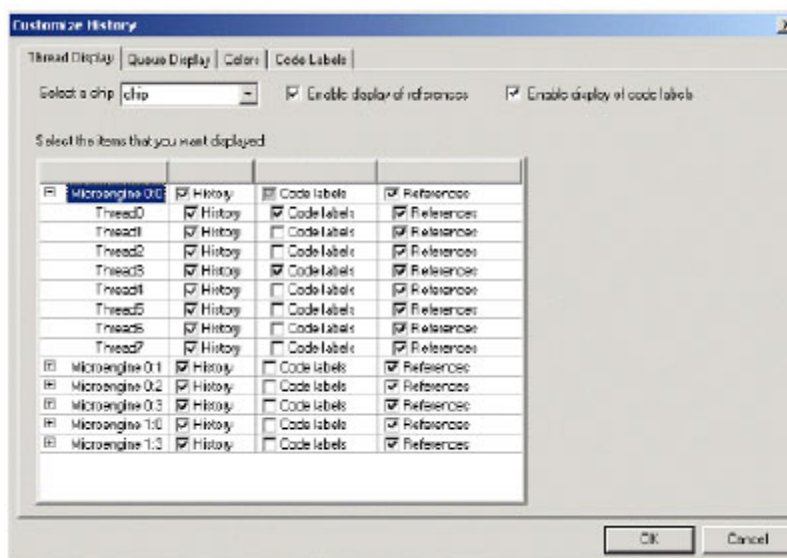 Customize History
Thread Display Queue Display Colors Code Labels
Select a chip chip Enable display of references Enable display of code labels
Select the items that you want displayed
Microengine 0:0 History Code labels References
Thread0 History Code labels References
Thread1 History Code labels References
Thread2 History Code labels References
Thread3 History Code labels References
Thread4 History Code labels References
Thread5 History Code labels References
Thread6 History Code labels References
Thread7 History Code labels References
Microengine 0:1 History Code labels References
Microengine 0:2 History Code labels References
Microengine 0:3 History Code labels References
Microengine 1:0 History Code labels References
Microengine 1:3 History Code labels References
OK Cancel